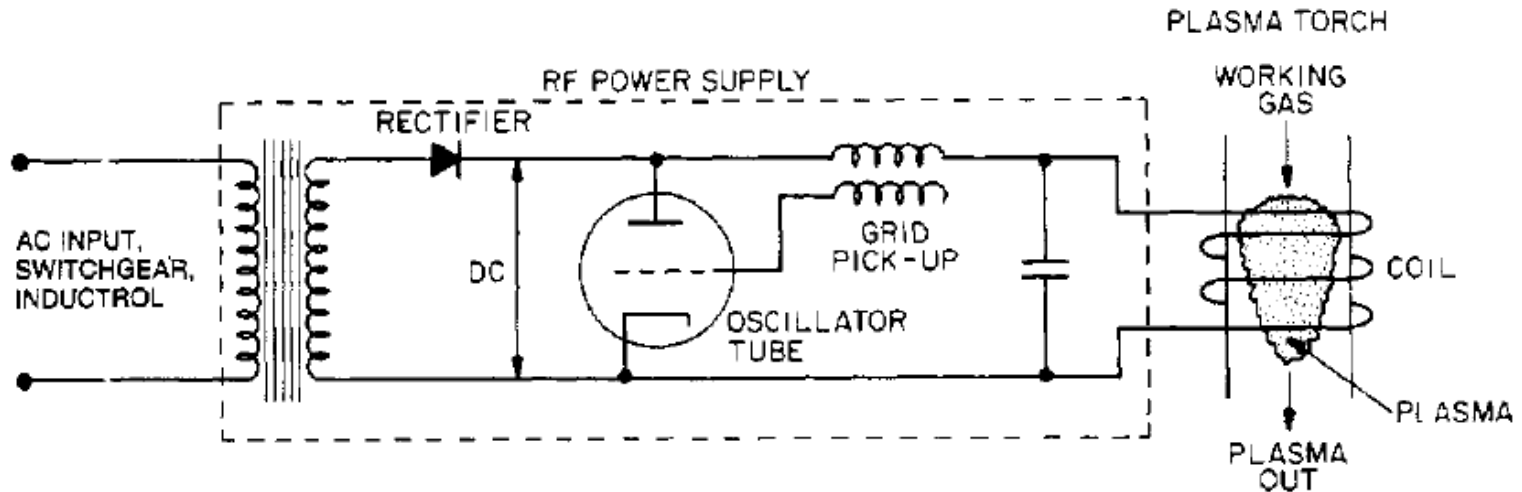 PLASMA TORCH
RF POWER SUPPLY
WORKING
GAS
RECTIFIER
AC INPUT,
SWITCHGEAR,
INDUCTROL
DC
GRID
PICK-UP
OSCILLATOR
TUBE
COIL
PLASMA
PLASMA
OUT